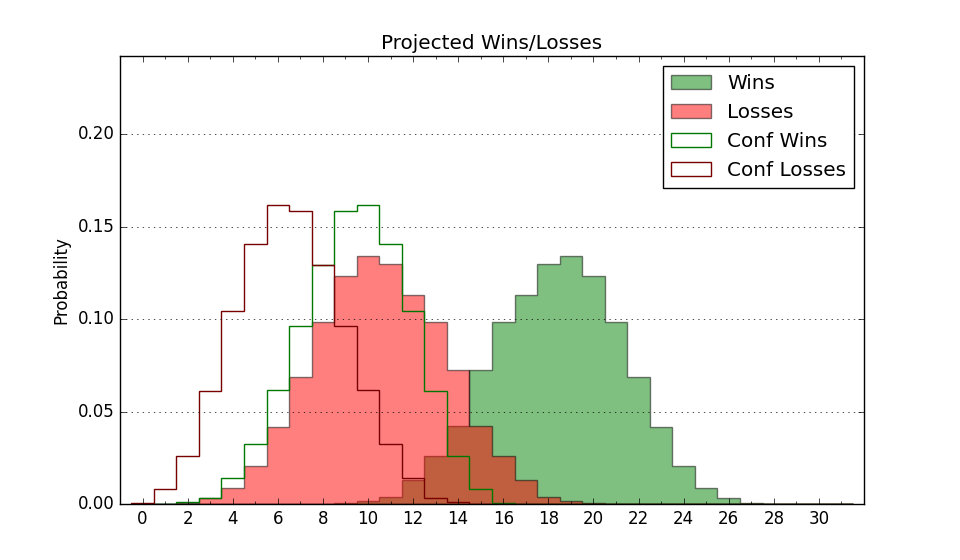 Projected Wins/Losses
Wins
Losses
Conf Wins
Conf Losses
Probability
0.20
0.15
0.10
0.05
0.00
0 2 4 6 8 10 12 14 16 18 20 22 24 26 28 30